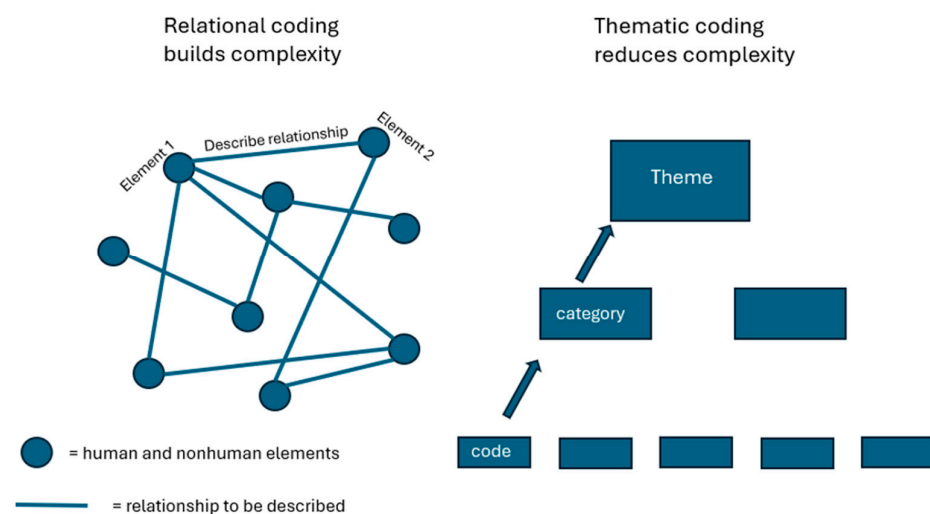 Relational coding
builds complexity
Element 1
Describe relationship
Element 2
= human and nonhuman elements
= relationship to be described
Thematic coding
reduces complexity
Theme
category
code